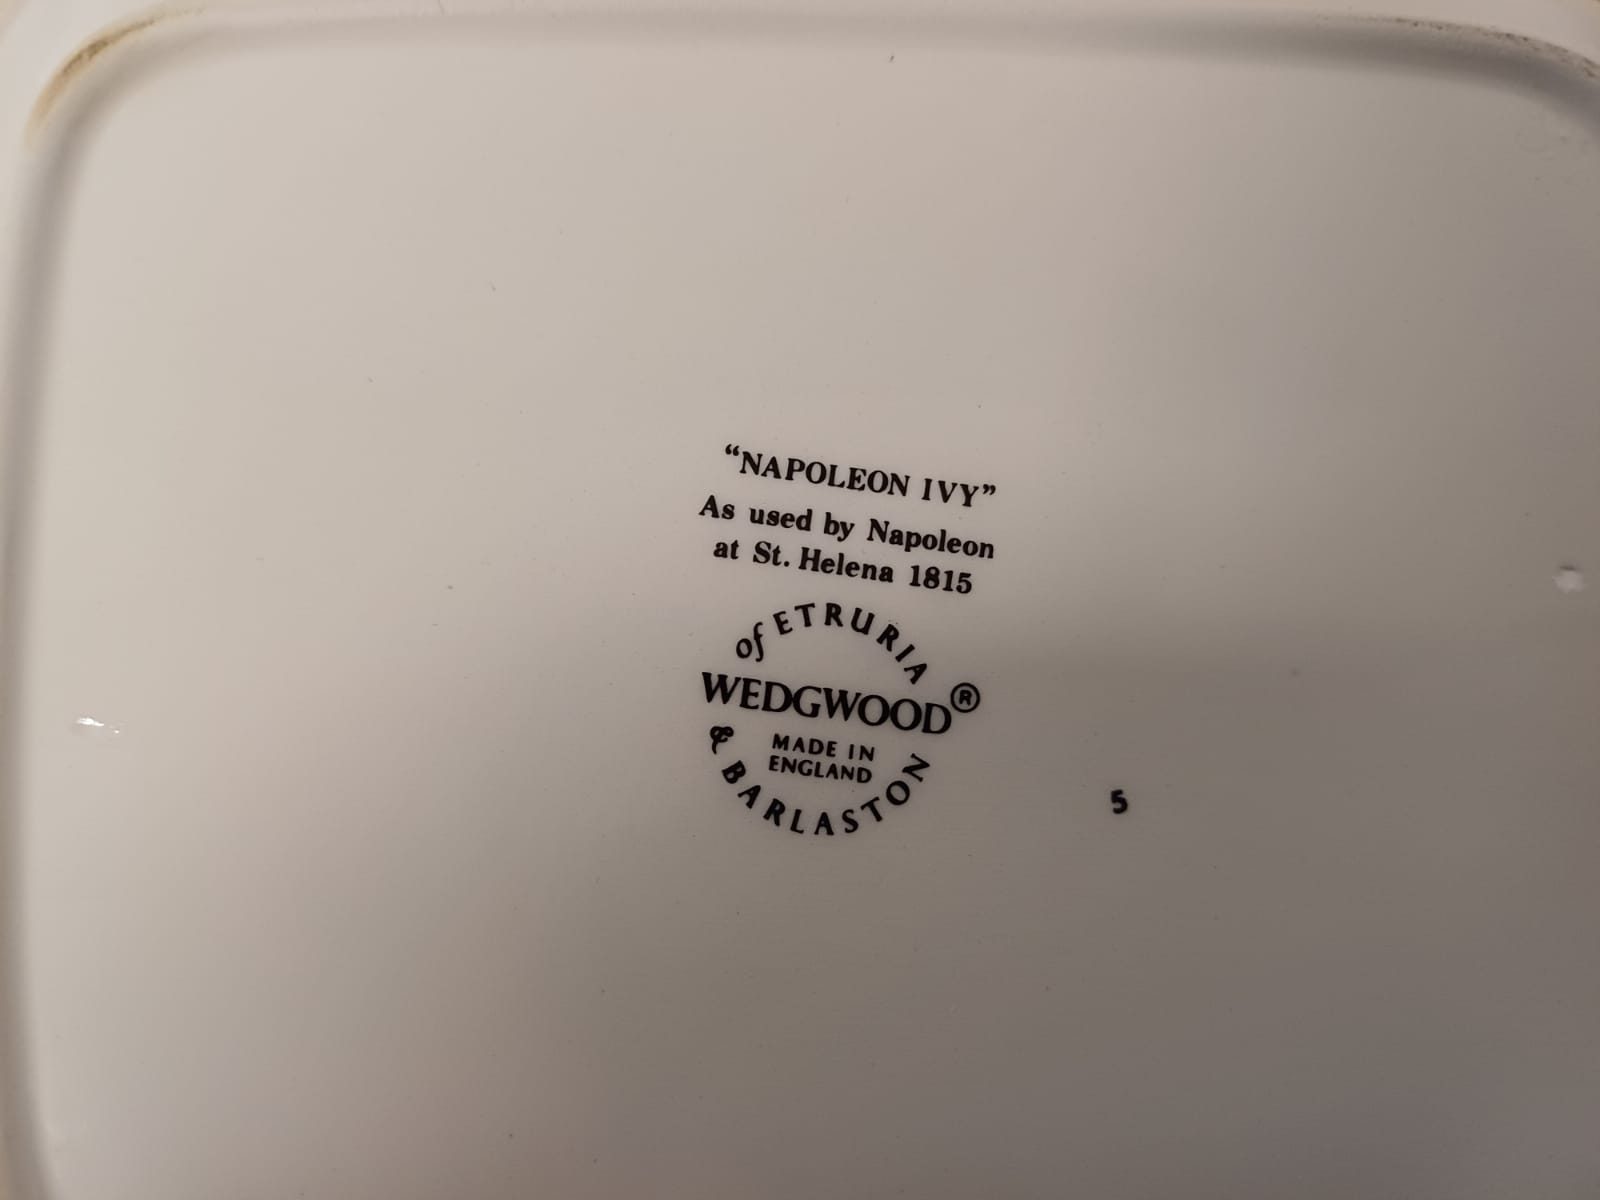 “NAPOLEON IVY”
As used by Napoleon
at St. Helena 1815
of ETRURIA
WEDGWOOD®
MADE IN
ENGLAND
& BARLASTON
5